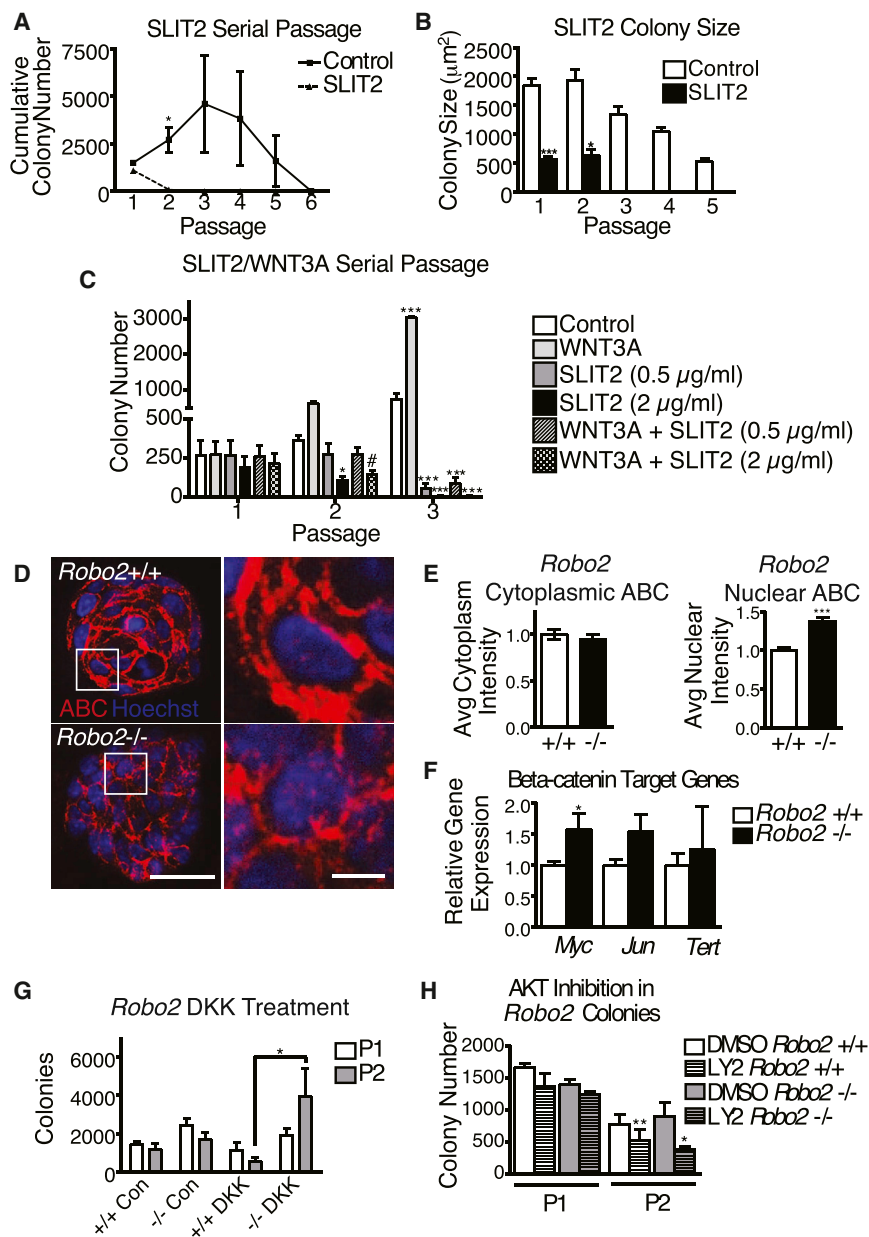 A
SLIT2 Serial Passage
Cumulative
Colony Number
7500
5000
2500
0
*
Control
SLIT2
1 2 3 4 5 6
Passage
B
SLIT2 Colony Size
Colony Size (µm2)
2500
2000
1500
1000
500
0
*** *
Control
SLIT2
1 2 3 4 5
Passage
C
SLIT2/WNT3A Serial Passage
Colony Number
3000
2000
1000
500
250
0
* # *** *** *** *** ***
1 2 3
Passage
Control
WNT3A
SLIT2 (0.5 µg/ml)
SLIT2 (2 µg/ml)
WNT3A + SLIT2 (0.5 µg/ml)
WNT3A + SLIT2 (2 µg/ml)
D
Robo2+/+
ABC Hoechst
Robo2-/-
E
Robo2
Cytoplasmic ABC
Avg Cytoplasm
Intensity
1.0
0.5
0.0
+/+ -/-
Robo2
Nuclear ABC
Avg Nuclear
Intensity
1.5
1.0
0.5
0.0
***
+/+ -/-
F
Beta-catenin Target Genes
Relative Gene
Expression
2.0
1.5
1.0
0.5
0.0
*
Robo2 +/+
Robo2 -/-
Myc Jun Tert
G
Robo2 DKK Treatment
Colonies
6000
4000
2000
0
*
P1
P2
+/+ Con
-/- Con
+/+ DKK
-/- DKK
H
AKT Inhibition in
Robo2 Colonies
Colony Number
2000
1500
1000
500
0
** *
DMSO Robo2 +/+
LY2 Robo2 +/+
DMSO Robo2 -/-
LY2 Robo2 -/-
P1 P2